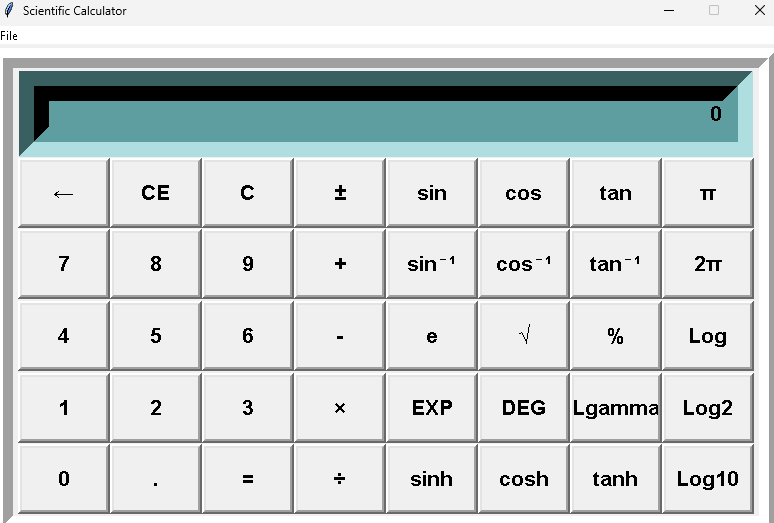 Scientific Calculator
File
0
← CE C ± sin cos tan π
7 8 9 + sin⁻¹ cos⁻¹ tan⁻¹ 2π
4 5 6 - e √ % Log
1 2 3 × EXP DEG Lgamma Log2
0 . = ÷ sinh cosh tanh Log10